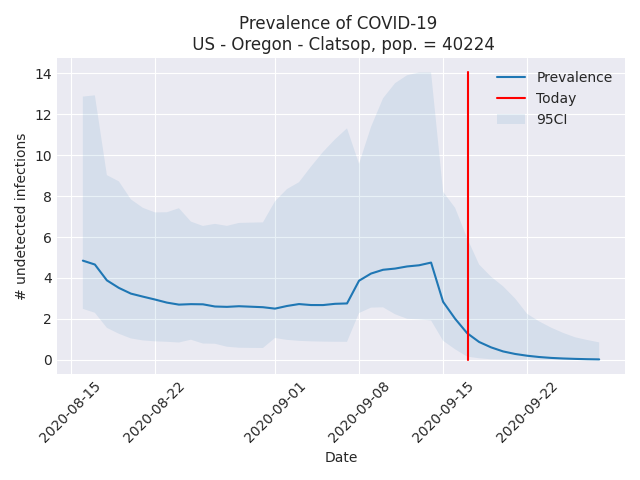 Prevalence of COVID-19
US - Oregon - Clatsop, pop. = 40224
14
12
10
8
6
4
2
0
# undetected infections
Prevalence
Today
95CI
2020-08-15
2020-08-22
2020-09-01
2020-09-08
2020-09-15
2020-09-22
Date